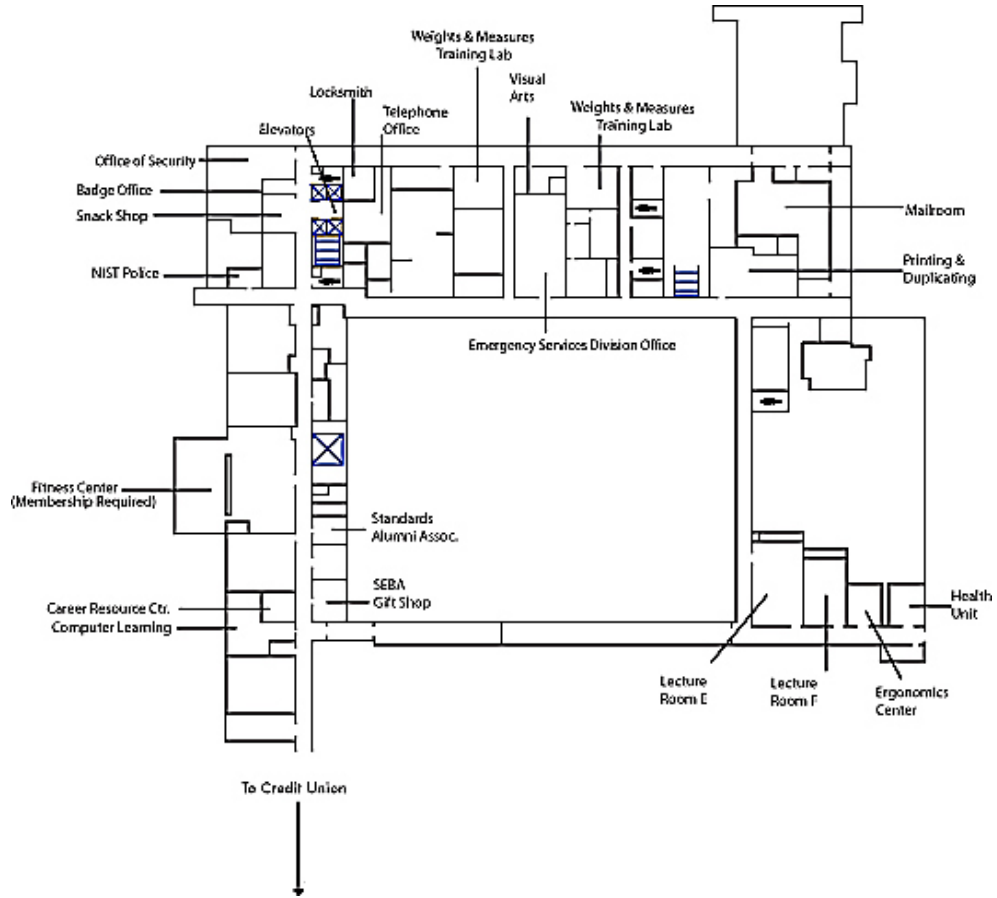 Weights & Measures
Training Lab
Visual
Arts
Locksmith
Telephone
Office
Weights & Measures
Training Lab
Elevators
Office of Security
Badge Office
Snack Shop
Mailroom
NIST Police
Printing &
Duplicating
Emergency Services Division Office
Fitness Center
(Membership Required)
Standards
Alumni Assoc.
SEBA
Gift Shop
Career Resource Ctr.
Computer Learning
Health
Unit
Lecture
Room E
Lecture
Room F
Ergonomics
Center
To Credit Union